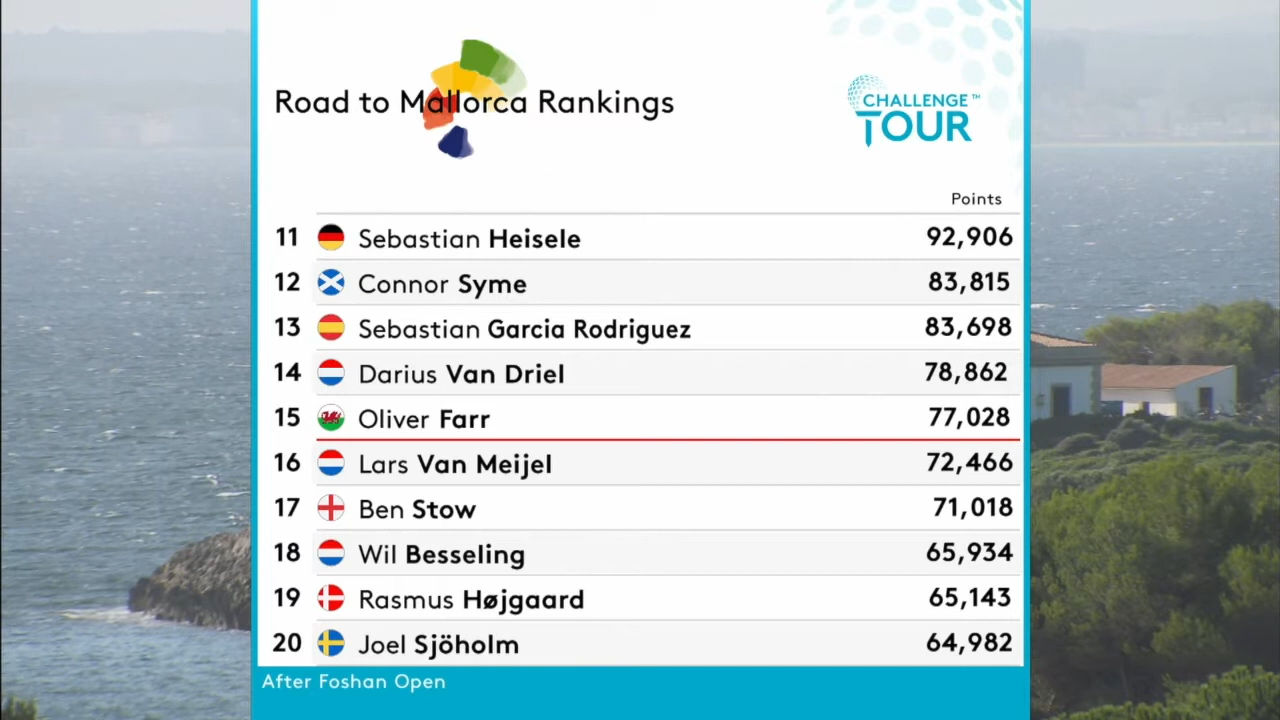 Road to Mallorca Rankings
CHALLENGE™
TOUR
Points
11 Sebastian Heisele 92,906
12 Connor Syme 83,815
13 Sebastian Garcia Rodriguez 83,698
14 Darius Van Driel 78,862
15 Oliver Farr 77,028
16 Lars Van Meijel 72,466
17 Ben Stow 71,018
18 Wil Besseling 65,934
19 Rasmus Højgaard 65,143
20 Joel Sjöholm 64,982
After Foshan Open